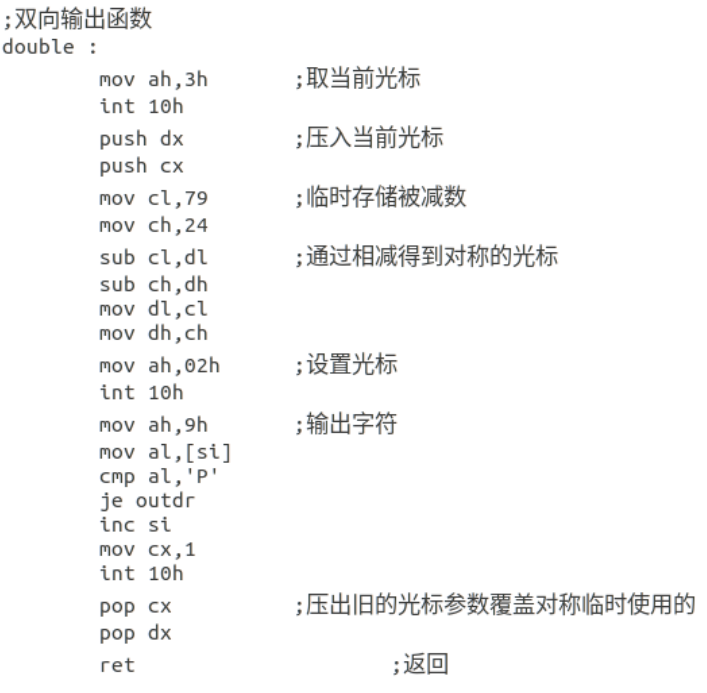 ;双向输出函数
double :
mov ah,3h ;取当前光标
int 10h
push dx ;压入当前光标
push cx
mov cl,79 ;临时存储被减数
mov ch,24
sub cl,dl ;通过相减得到对称的光标
sub ch,dh
mov dl,cl
mov dh,ch
mov ah,02h ;设置光标
int 10h
mov ah,9h ;输出字符
mov al,[si]
cmp al,'P'
je outdr
inc si
mov cx,1
int 10h
pop cx ;压出旧的光标参数覆盖对称临时使用的
pop dx
ret ;返回